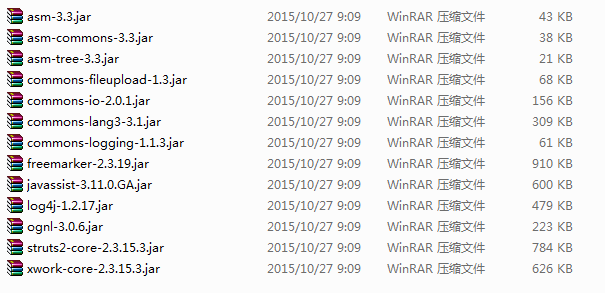 asm-3.3.jar 2015/10/27 9:09 WinRAR 压缩文件 43 KB
asm-commons-3.3.jar 2015/10/27 9:09 WinRAR 压缩文件 38 KB
asm-tree-3.3.jar 2015/10/27 9:09 WinRAR 压缩文件 21 KB
commons-fileupload-1.3.jar 2015/10/27 9:09 WinRAR 压缩文件 68 KB
commons-io-2.0.1.jar 2015/10/27 9:09 WinRAR 压缩文件 156 KB
commons-lang3-3.1.jar 2015/10/27 9:09 WinRAR 压缩文件 309 KB
commons-logging-1.1.3.jar 2015/10/27 9:09 WinRAR 压缩文件 61 KB
freemarker-2.3.19.jar 2015/10/27 9:09 WinRAR 压缩文件 910 KB
javassist-3.11.0.GA.jar 2015/10/27 9:09 WinRAR 压缩文件 600 KB
log4j-1.2.17.jar 2015/10/27 9:09 WinRAR 压缩文件 479 KB
ognl-3.0.6.jar 2015/10/27 9:09 WinRAR 压缩文件 223 KB
struts2-core-2.3.15.3.jar 2015/10/27 9:09 WinRAR 压缩文件 784 KB
xwork-core-2.3.15.3.jar 2015/10/27 9:09 WinRAR 压缩文件 626 KB